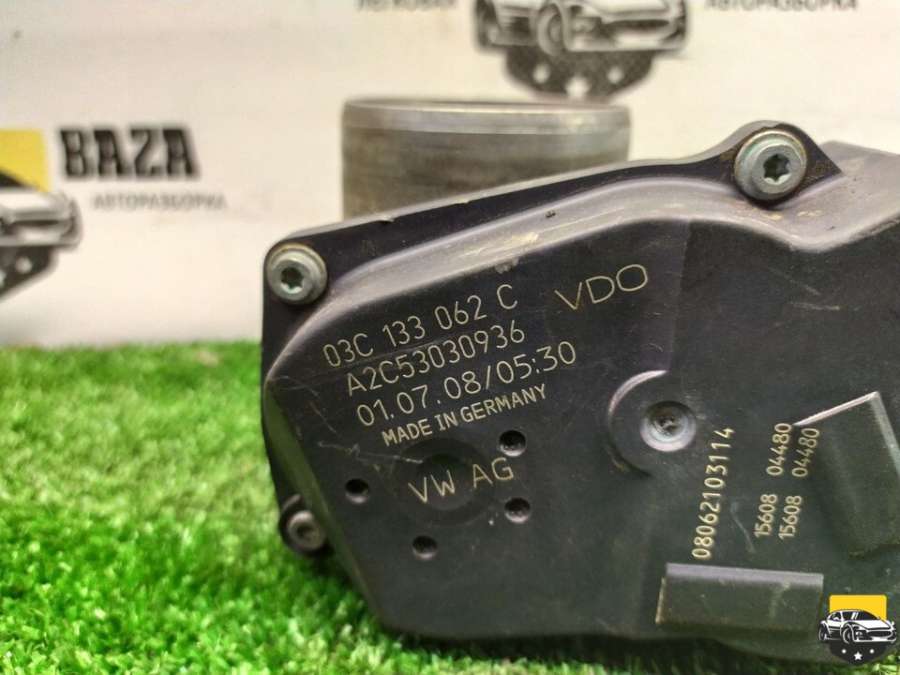 ЛЕГКОВАЯ
АВТОРАЗБОРКА
BAZA
АВТОРАЗБОРКА
03C 133 062 C
VDO
A2C53030936
01.07.08/05:30
MADE IN GERMANY
VW AG
08062103114
15608 04480
15608 04480